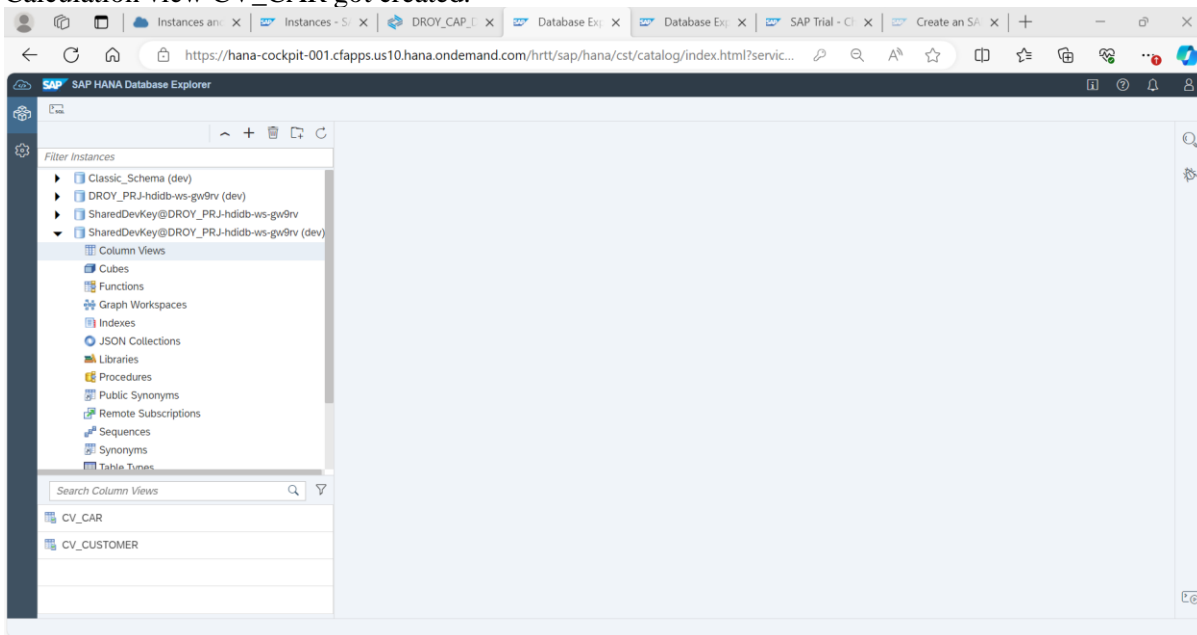 Calculation view CV_CAR got created.
Instances and
Instances - S
DROY_CAP_D
Database Exp
Database Exp
SAP Trial - C
Create an SA
https://hana-cockpit-001.cfapps.us10.hana.ondemand.com/hrtt/sap/hana/cst/catalog/index.html?servic...
SAP SAP HANA Database Explorer
Filter Instances
Classic_Schema (dev)
DROY_PRJ-hdidb-ws-gw9rv (dev)
SharedDevKey@DROY_PRJ-hdidb-ws-gw9rv
SharedDevKey@DROY_PRJ-hdidb-ws-gw9rv (dev)
Column Views
Cubes
Functions
Graph Workspaces
Indexes
JSON Collections
Libraries
Procedures
Public Synonyms
Remote Subscriptions
Sequences
Synonyms
Table Types
Search Column Views
CV_CAR
CV_CUSTOMER